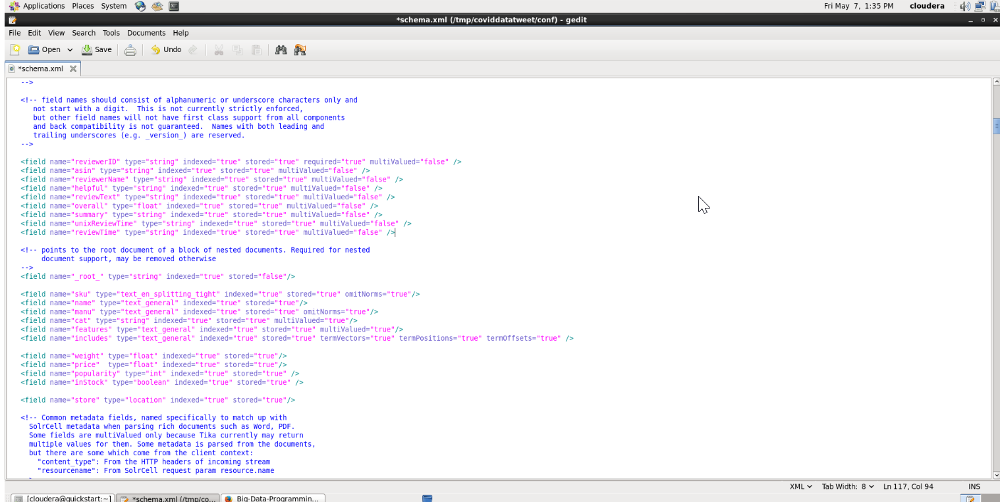 Applications Places System Fri May 7, 1:35 PM cloudera
*schema.xml (/tmp/coviddatatweet/conf) - gedit
File Edit View Search Tools Documents Help
Open Save Undo
*schema.xml
-->
<!-- field names should consist of alphanumeric or underscore characters only and
not start with a digit. This is not currently strictly enforced,
but other field names will not have first class support from all components
and back compatibility is not guaranteed. Names with both leading and
trailing underscores (e.g. _version_) are reserved.
-->
<field name="reviewerID" type="string" indexed="true" stored="true" required="true" multiValued="false" />
<field name="asin" type="string" indexed="true" stored="true" multiValued="false" />
<field name="reviewerName" type="string" indexed="true" stored="true" multiValued="false" />
<field name="helpful" type="string" indexed="true" stored="true" multiValued="false" />
<field name="reviewText" type="string" indexed="true" stored="true" multiValued="false" />
<field name="overall" type="float" indexed="true" stored="true" multiValued="false" />
<field name="summary" type="string" indexed="true" stored="true" multiValued="false" />
<field name="unixReviewTime" type="string" indexed="true" stored="true" multiValued="false" />
<field name="reviewTime" type="string" indexed="true" stored="true" multiValued="false" />
<!-- points to the root document of a block of nested documents. Required for nested
document support, may be removed otherwise
-->
<field name="_root_" type="string" indexed="true" stored="false"/>
<field name="sku" type="text_en_splitting_tight" indexed="true" stored="true" omitNorms="true"/>
<field name="name" type="text_general" indexed="true" stored="true"/>
<field name="manu" type="text_general" indexed="true" stored="true" omitNorms="true"/>
<field name="cat" type="string" indexed="true" stored="true" multiValued="true"/>
<field name="features" type="text_general" indexed="true" stored="true" multiValued="true"/>
<field name="includes" type="text_general" indexed="true" stored="true" termVectors="true" termPositions="true" termOffsets="true" />
<field name="weight" type="float" indexed="true" stored="true"/>
<field name="price" type="float" indexed="true" stored="true"/>
<field name="popularity" type="int" indexed="true" stored="true" />
<field name="inStock" type="boolean" indexed="true" stored="true" />
<field name="store" type="location" indexed="true" stored="true"/>
<!-- Common metadata fields, named specifically to match up with
SolrCell metadata when parsing rich documents such as Word, PDF.
Some fields are multiValued only because Tika currently may return
multiple values for them. Some metadata is parsed from the documents,
but there are some which come from the client context:
"content_type": From the HTTP headers of incoming stream
"resourcename": From SolrCell request param resource.name
XML Tab Width: 8 Ln 117, Col 94 INS
[cloudera@quickstart:~] *schema.xml (/tmp/co... Big-Data-Programmin...